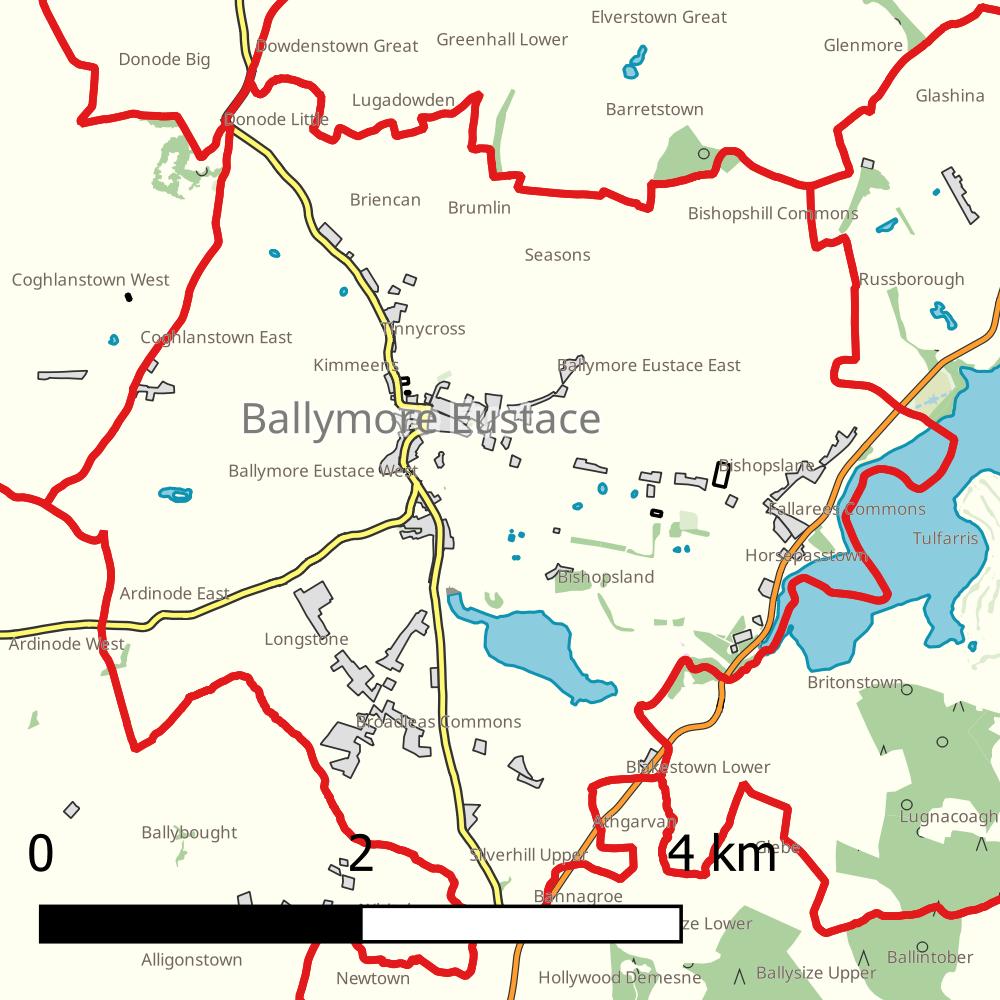 Elverstown Great
Dowdenstown Great
Greenhall Lower
Glenmore
Donode Big
Lugadowden
Barretstown
Glashina
Donode Little
Briencan
Brumlin
Bishopshill Commons
Seasons
Coghlanstown West
Russborough
Tinnycross
Coghlanstown East
Kimmeens
Ballymore Eustace East
Ballymore Eustace
Ballymore Eustace West
Bishopslane
Fallarees Commons
Tulfarris
Horsepasstown
Bishopsland
Ardinode East
Ardinode West
Longstone
Britonstown
Broadleas Commons
Blakestown Lower
Athgarvan
Lugnacoagh
Ballybought
Glebe
0 2 4 km
Silverhill Upper
Bannagroe
ze Lower
Alligonstown
Newtown
Hollywood Demesne
Ballysize Upper
Ballintober